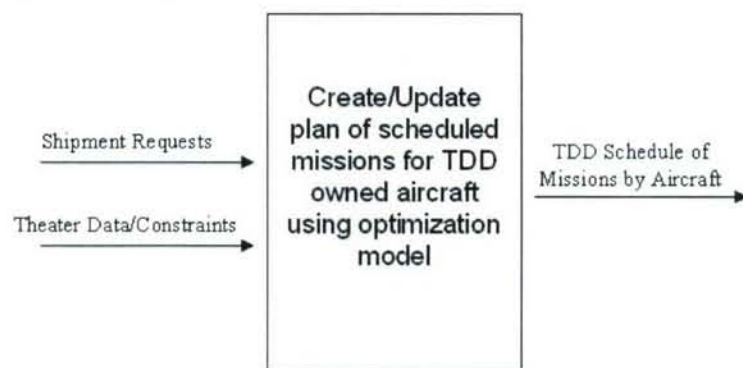 Shipment Requests
Theater Data/Constraints
Create/Update
plan of scheduled
missions for TDD
owned aircraft
using optimization
model
TDD Schedule of
Missions by Aircraft